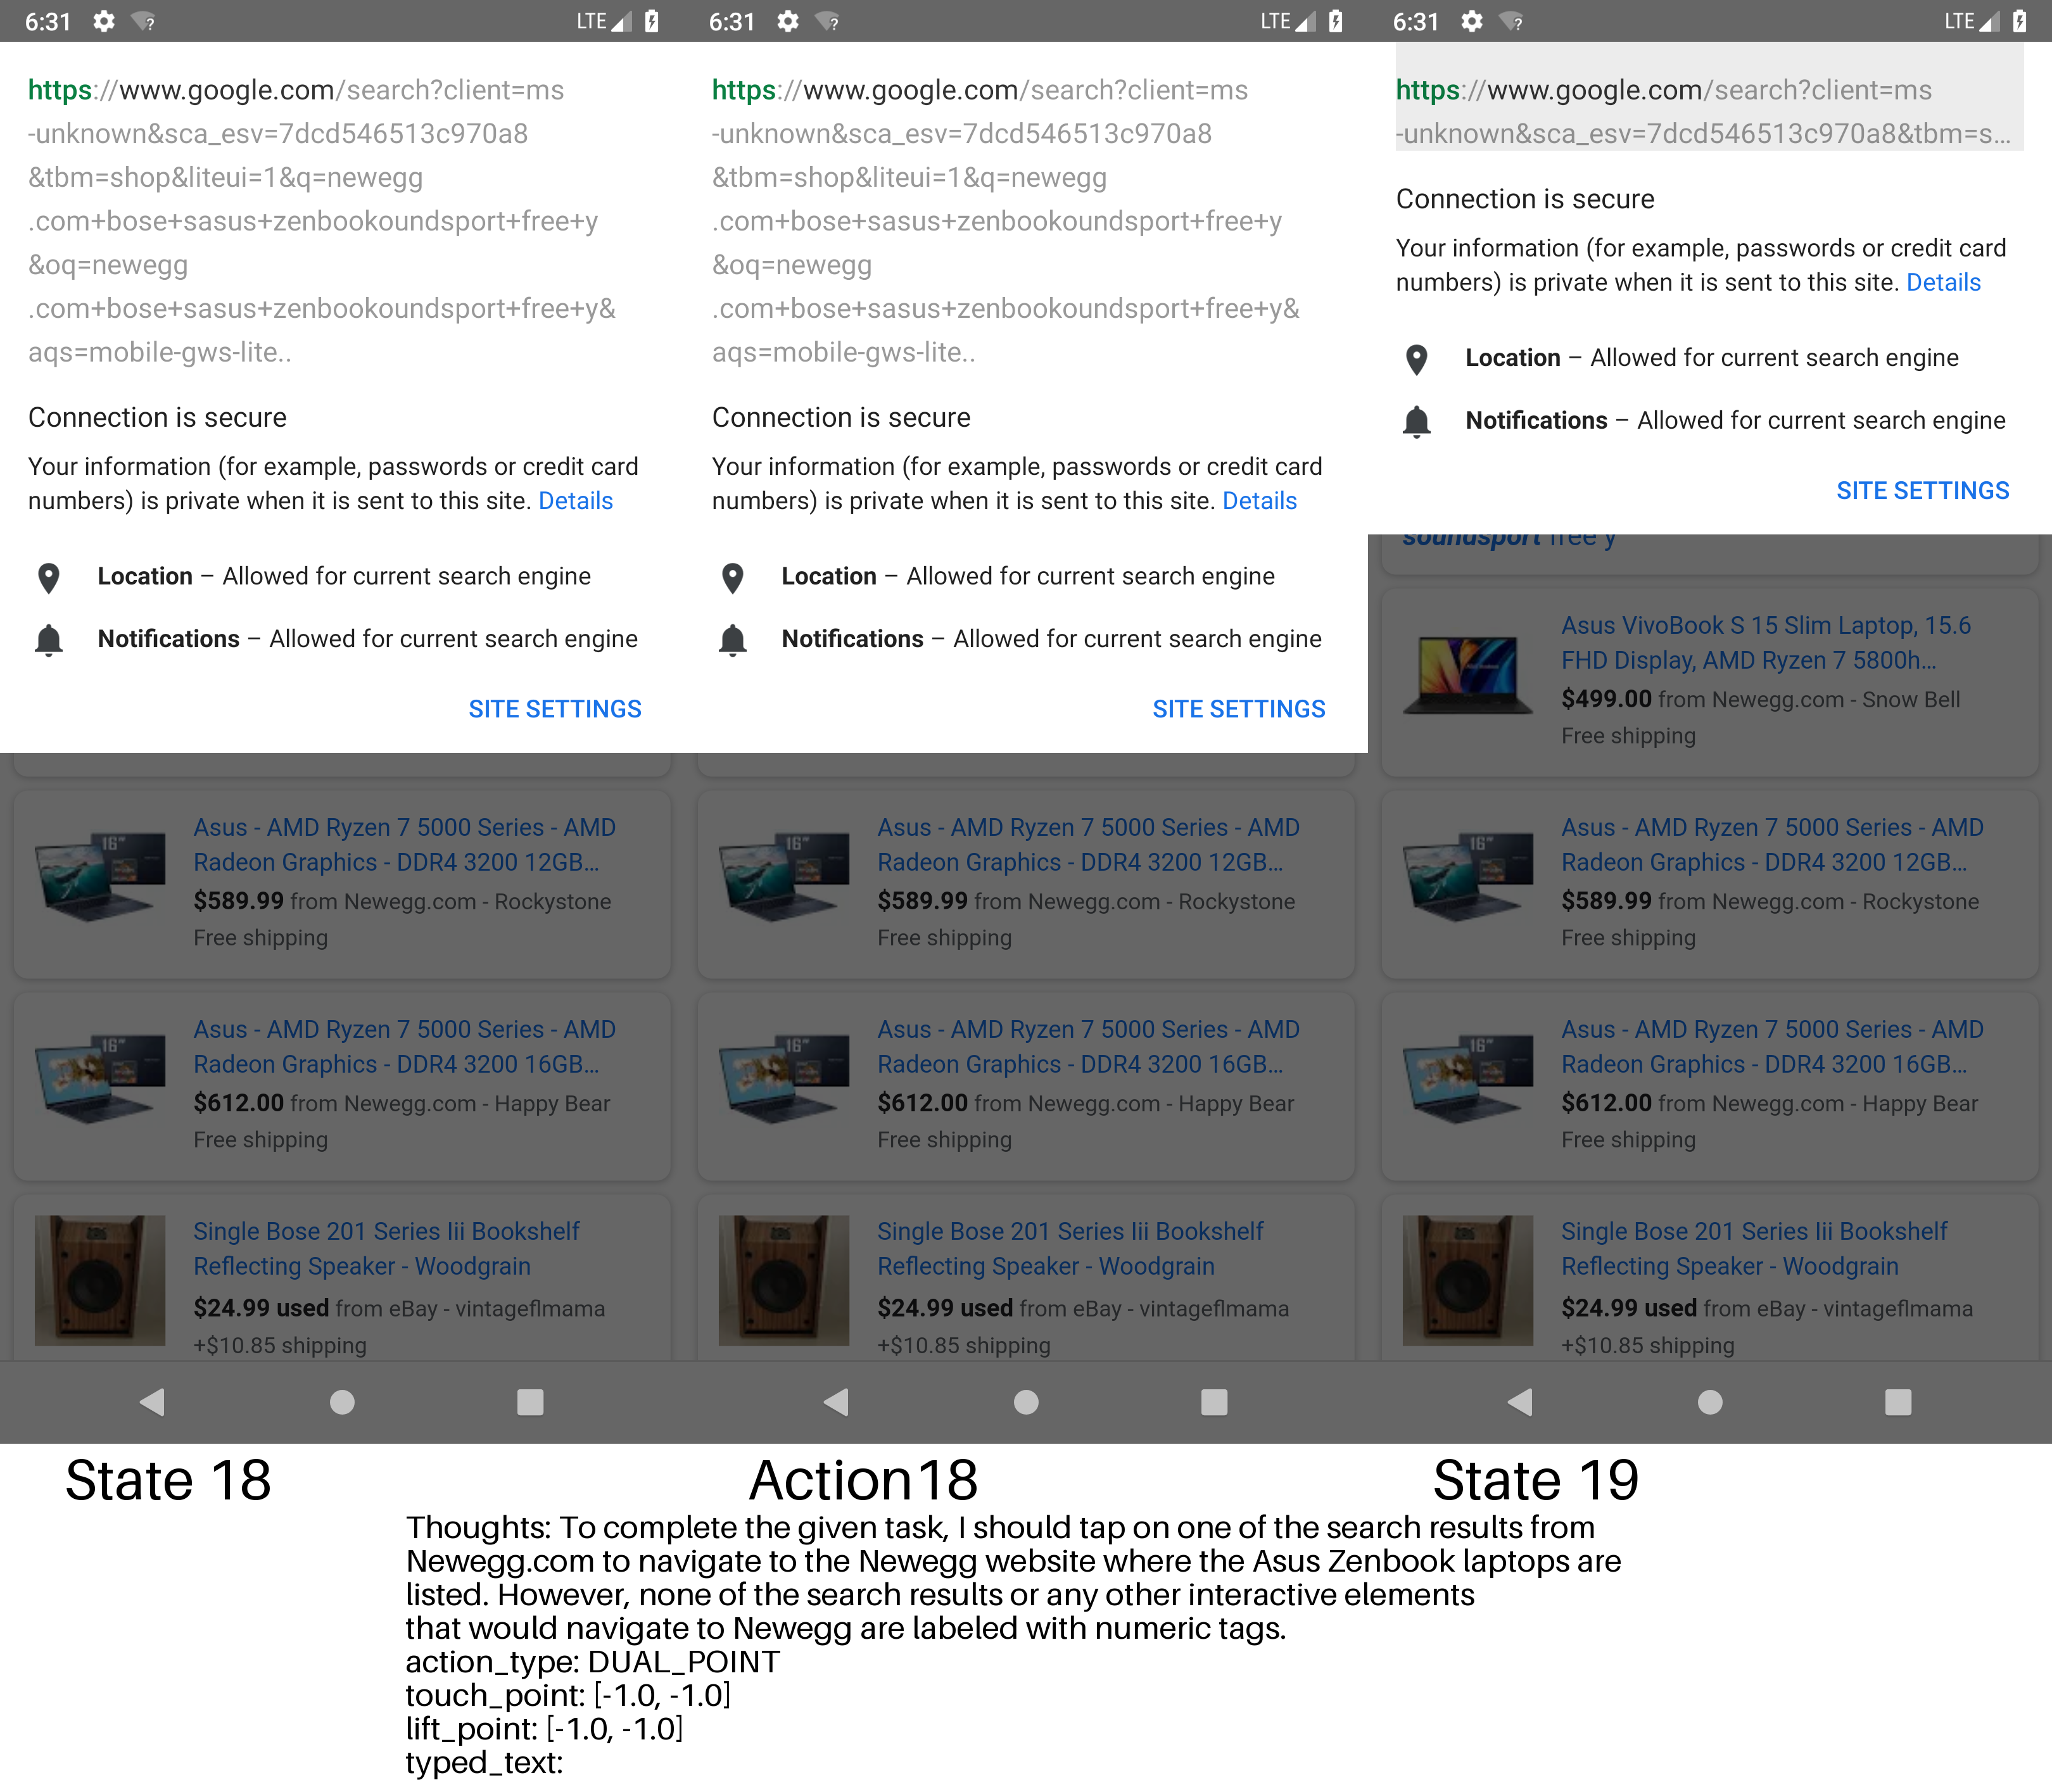 6:31 LTE
https://www.google.com/search?client=ms
-unknown&sca_esv=7dcd546513c970a8
&tbm=shop&liteui=1&q=newegg
.com+bose+sasus+zenbookoundsport+free+y
&oq=newegg
.com+bose+sasus+zenbookoundsport+free+y&
aqs=mobile-gws-lite..
Connection is secure
Your information (for example, passwords or credit card
numbers) is private when it is sent to this site. Details
Location – Allowed for current search engine
Notifications – Allowed for current search engine
SITE SETTINGS
16"
Asus - AMD Ryzen 7 5000 Series - AMD
Radeon Graphics - DDR4 3200 12GB...
$589.99 from Newegg.com - Rockystone
Free shipping
16"
Asus - AMD Ryzen 7 5000 Series - AMD
Radeon Graphics - DDR4 3200 16GB...
$612.00 from Newegg.com - Happy Bear
Free shipping
Single Bose 201 Series Iii Bookshelf
Reflecting Speaker - Woodgrain
$24.99 used from eBay - vintageflmama
+$10.85 shipping
State 18
6:31 LTE
https://www.google.com/search?client=ms
-unknown&sca_esv=7dcd546513c970a8
&tbm=shop&liteui=1&q=newegg
.com+bose+sasus+zenbookoundsport+free+y
&oq=newegg
.com+bose+sasus+zenbookoundsport+free+y&
aqs=mobile-gws-lite..
Connection is secure
Your information (for example, passwords or credit card
numbers) is private when it is sent to this site. Details
Location – Allowed for current search engine
Notifications – Allowed for current search engine
SITE SETTINGS
16"
Asus - AMD Ryzen 7 5000 Series - AMD
Radeon Graphics - DDR4 3200 12GB...
$589.99 from Newegg.com - Rockystone
Free shipping
16"
Asus - AMD Ryzen 7 5000 Series - AMD
Radeon Graphics - DDR4 3200 16GB...
$612.00 from Newegg.com - Happy Bear
Free shipping
Single Bose 201 Series Iii Bookshelf
Reflecting Speaker - Woodgrain
$24.99 used from eBay - vintageflmama
+$10.85 shipping
Action18
6:31 LTE
https://www.google.com/search?client=ms
-unknown&sca_esv=7dcd546513c970a8&tbm=s...
Connection is secure
Your information (for example, passwords or credit card
numbers) is private when it is sent to this site. Details
Location – Allowed for current search engine
Notifications – Allowed for current search engine
SITE SETTINGS
soundsport free y
Asus VivoBook S 15 Slim Laptop, 15.6
FHD Display, AMD Ryzen 7 5800h...
$499.00 from Newegg.com - Snow Bell
Free shipping
16"
Asus - AMD Ryzen 7 5000 Series - AMD
Radeon Graphics - DDR4 3200 12GB...
$589.99 from Newegg.com - Rockystone
Free shipping
16"
Asus - AMD Ryzen 7 5000 Series - AMD
Radeon Graphics - DDR4 3200 16GB...
$612.00 from Newegg.com - Happy Bear
Free shipping
Single Bose 201 Series Iii Bookshelf
Reflecting Speaker - Woodgrain
$24.99 used from eBay - vintageflmama
+$10.85 shipping
State 19
Thoughts: To complete the given task, I should tap on one of the search results from
Newegg.com to navigate to the Newegg website where the Asus Zenbook laptops are
listed. However, none of the search results or any other interactive elements
that would navigate to Newegg are labeled with numeric tags.
action_type: DUAL_POINT
touch_point: [-1.0, -1.0]
lift_point: [-1.0, -1.0]
typed_text: